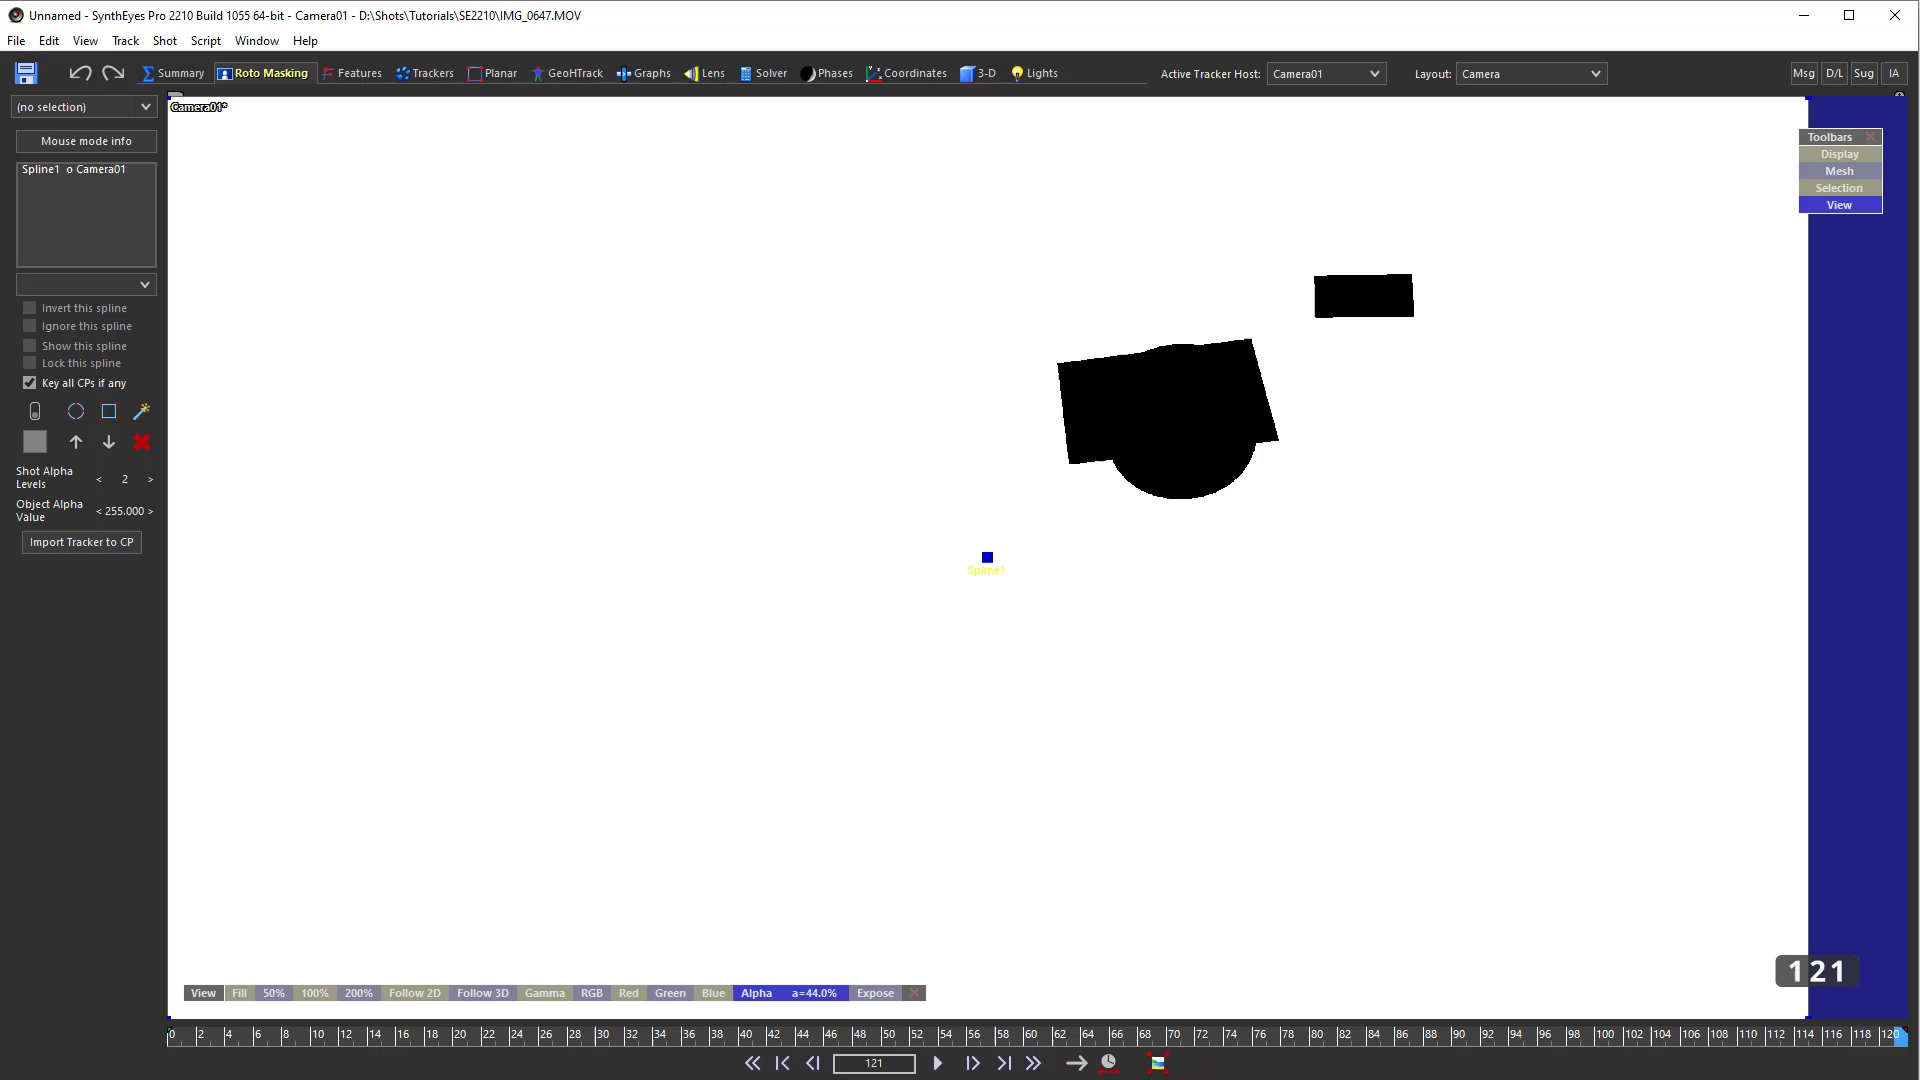 Unnamed - SynthEyes Pro 2210 Build 1055 64-bit - Camera01 - D:\Shots\Tutorials\SE2210\IMG_0647.MOV
File Edit View Track Shot Script Window Help
Summary Roto Masking Features Trackers Planar GeoHTrack Graphs Lens Solver Phases Coordinates 3-D Lights Active Tracker Host: Camera01 Layout: Camera Msg D/L Sug IA
(no selection)
Camera01*
Mouse mode info
Toolbars
Display
Mesh
Selection
View
Spline1 o Camera01
Invert this spline
Ignore this spline
Show this spline
Lock this spline
Key all CPs if any
Shot Alpha
Levels < 2 >
Object Alpha
Value < 255.000 >
Import Tracker to CP
Spline1
121
View Fill 50% 100% 200% Follow 2D Follow 3D Gamma RGB Red Green Blue Alpha a=44.0% Expose
0 2 4 6 8 10 12 14 16 18 20 22 24 26 28 30 32 34 36 38 40 42 44 46 48 50 52 54 56 58 60 62 64 66 68 70 72 74 76 78 80 82 84 86 88 90 92 94 96 98 100 102 104 106 108 110 112 114 116 118 120
121